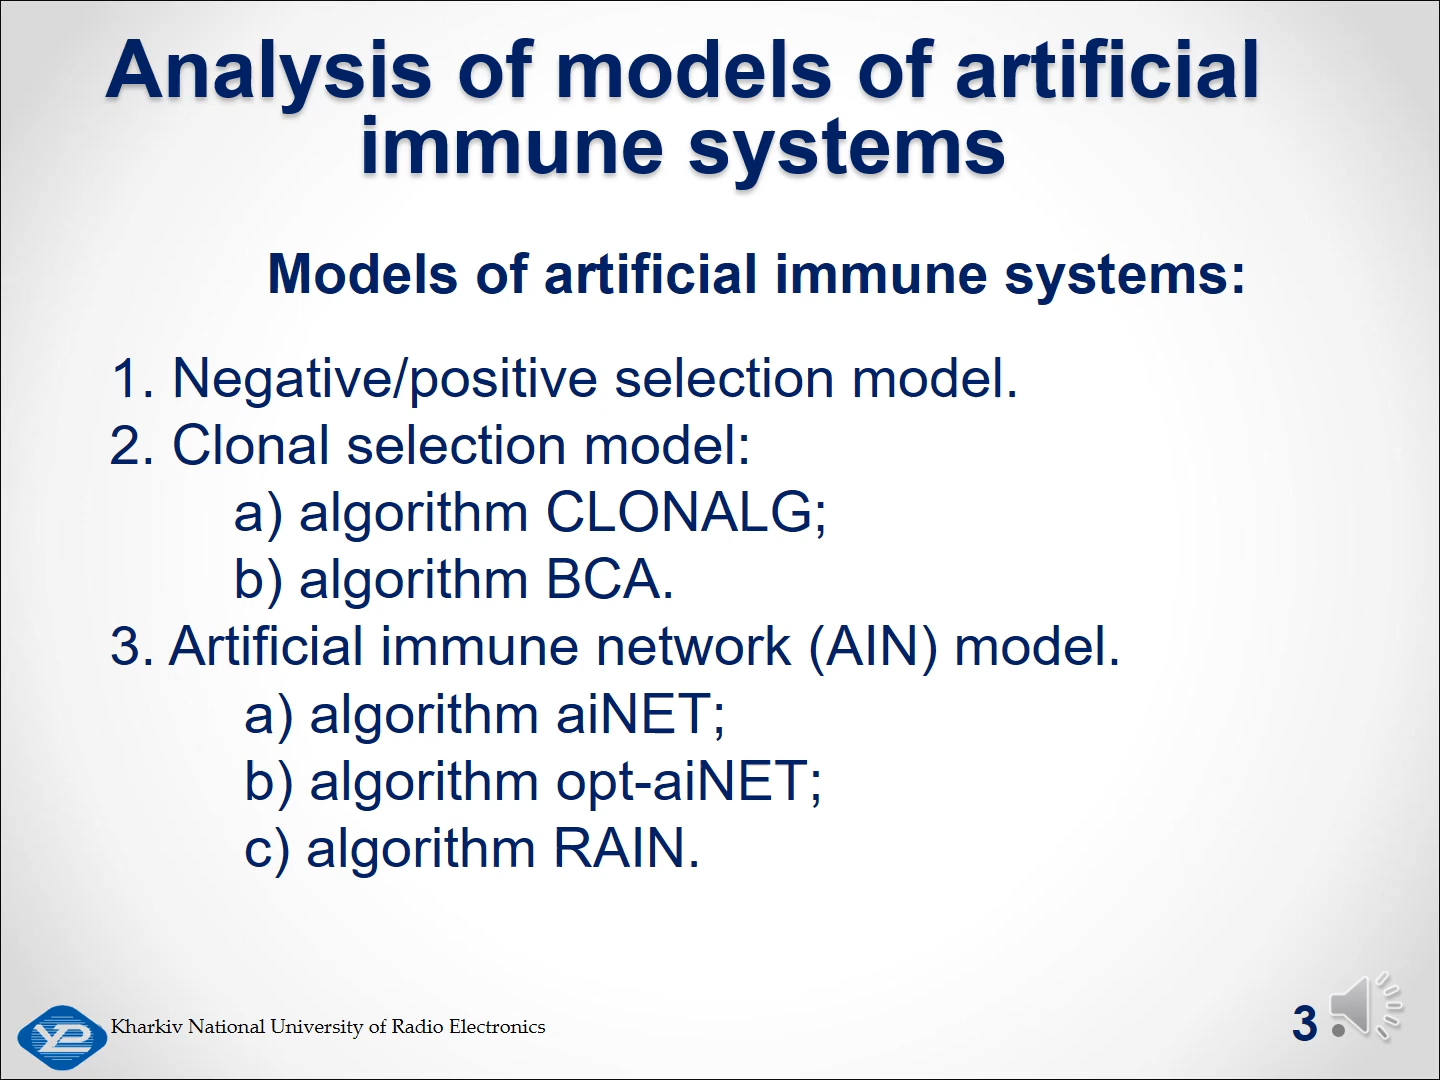 Analysis of models of artificial
immune systems
Models of artificial immune systems:
1. Negative/positive selection model.
2. Clonal selection model:
a) algorithm CLONALG;
b) algorithm BCA.
3. Artificial immune network (AIN) model.
a) algorithm aiNET;
b) algorithm opt-aiNET;
c) algorithm RAIN.
Kharkiv National University of Radio Electronics
3